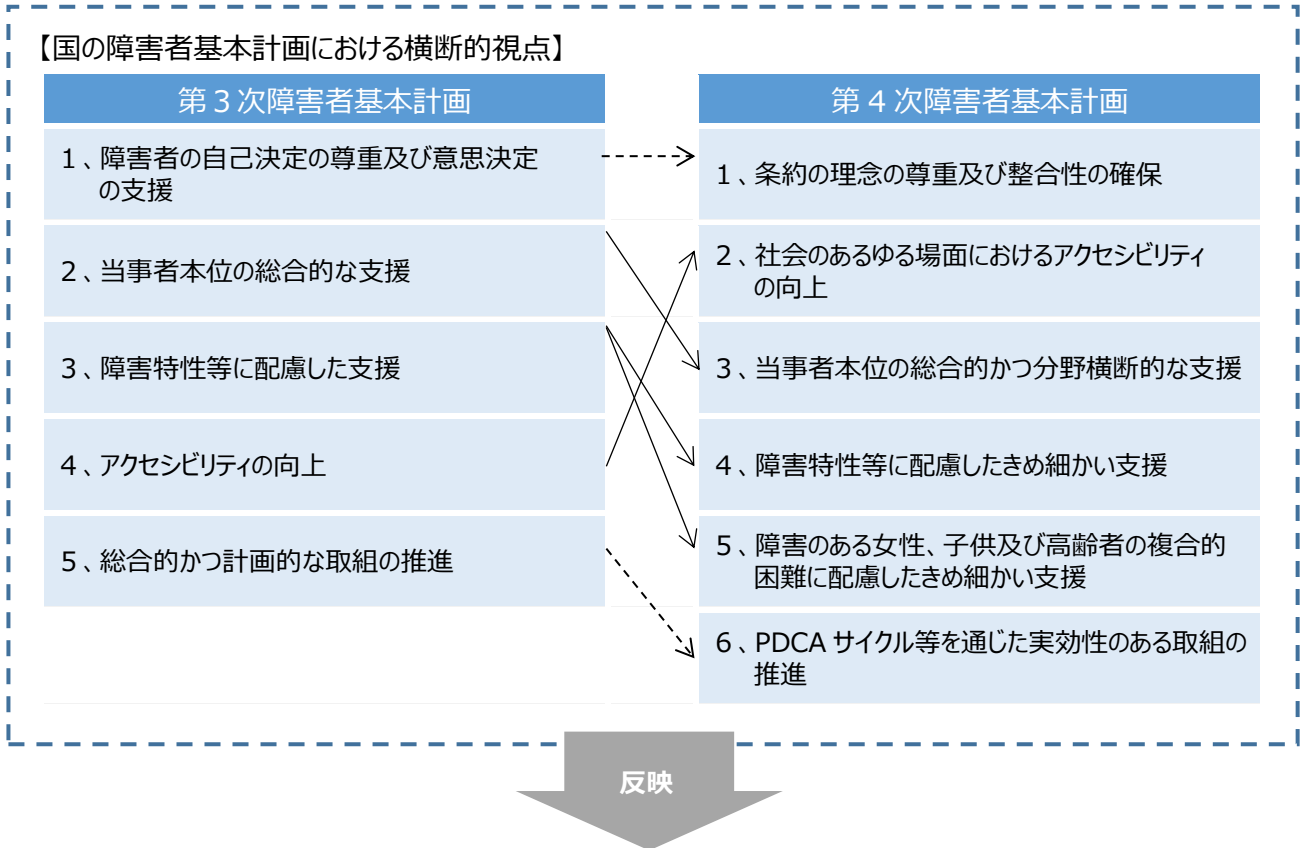 【国の障害者基本計画における横断的視点】
第3次障害者基本計画
1、障害者の自己決定の尊重及び意思決定
の支援
2、当事者本位の総合的な支援
3、障害特性等に配慮した支援
4、アクセシビリティの向上
5、総合的かつ計画的な取組の推進
第4次障害者基本計画
1、条約の理念の尊重及び整合性の確保
2、社会のあるゆる場面におけるアクセシビリティ
の向上
3、当事者本位の総合的かつ分野横断的な支援
4、障害特性等に配慮したきめ細かい支援
5、障害のある女性、子供及び高齢者の複合的
困難に配慮したきめ細かい支援
6、PDCA サイクル等を通じた実効性のある取組の
推進
反映